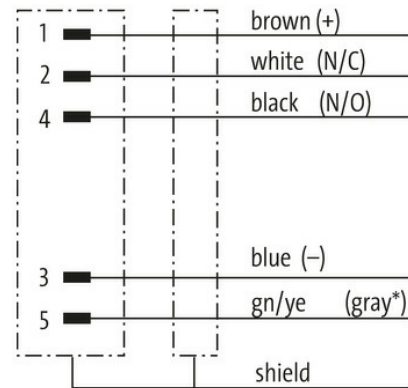 1 brown (+)
2 white (N/C)
4 black (N/O)
3 blue (–)
5 gn/ye (gray*)
shield